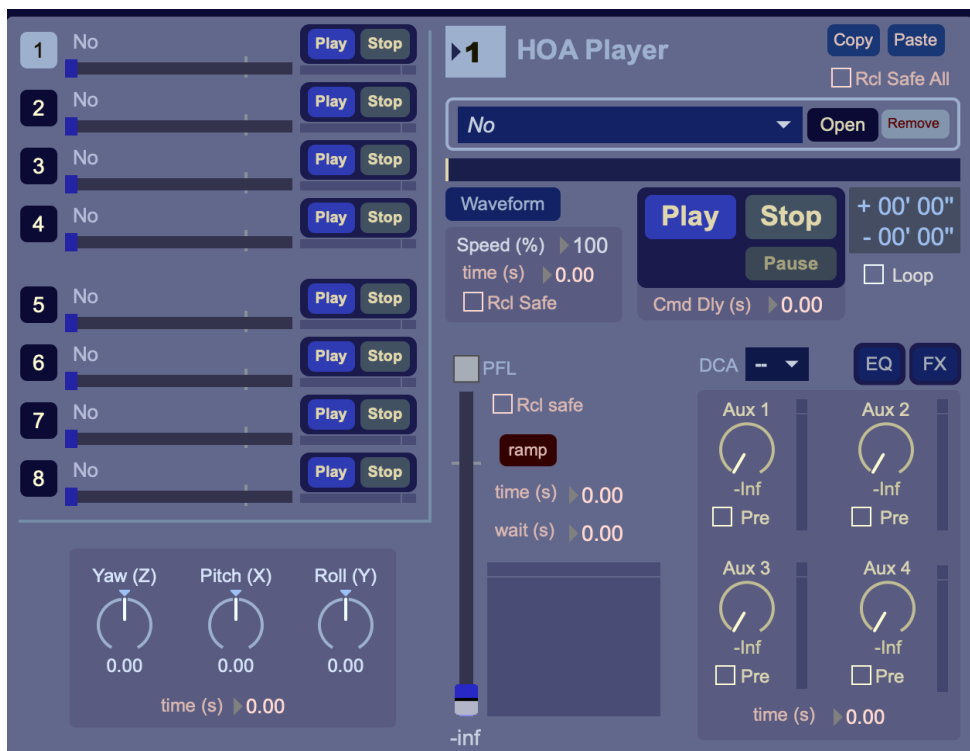 1 No Play Stop
2 No Play Stop
3 No Play Stop
4 No Play Stop
5 No Play Stop
6 No Play Stop
7 No Play Stop
8 No Play Stop
Yaw (Z) Pitch (X) Roll (Y)
0.00 0.00 0.00
time (s) 0.00
1 HOA Player Copy Paste
Rcl Safe All
No Open Remove
Waveform
Speed (%) 100
time (s) 0.00
Rcl Safe
Play Stop
Pause
Cmd Dly (s) 0.00
+ 00' 00"
- 00' 00"
Loop
PFL
Rcl safe
ramp
time (s) 0.00
wait (s) 0.00
-inf
DCA -- EQ FX
Aux 1 Aux 2
-Inf -Inf
Pre Pre
Aux 3 Aux 4
-Inf -Inf
Pre Pre
time (s) 0.00